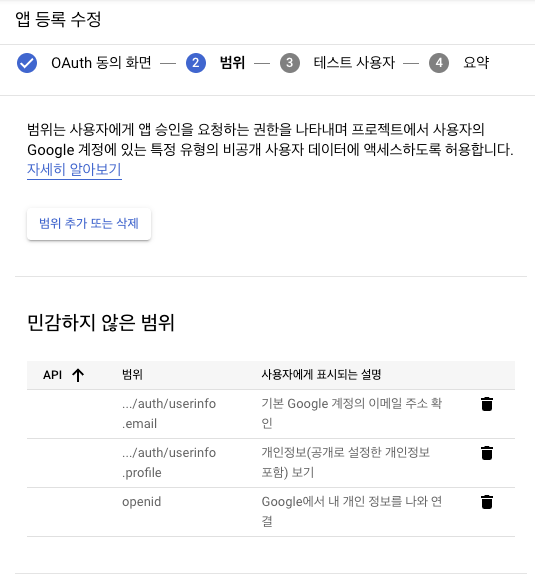 앱 등록 수정
OAuth 동의 화면 — 2 범위 — 3 테스트 사용자 — 4 요약
범위는 사용자에게 앱 승인을 요청하는 권한을 나타내며 프로젝트에서 사용자의
Google 계정에 있는 특정 유형의 비공개 사용자 데이터에 액세스하도록 허용합니다.
자세히 알아보기
범위 추가 또는 삭제
민감하지 않은 범위
API 범위 사용자에게 표시되는 설명
.../auth/userinfo 기본 Google 계정의 이메일 주소 확
.email 인
.../auth/userinfo 개인정보(공개로 설정한 개인정보
.profile 포함) 보기
openid Google에서 내 개인 정보를 나와 연
결